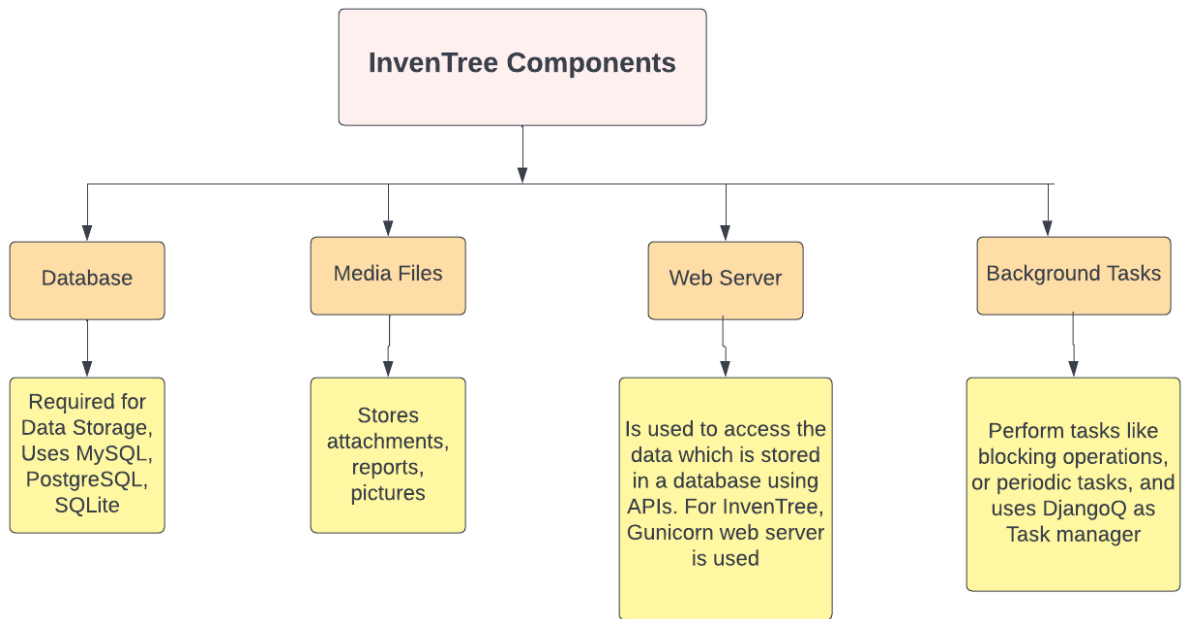 InvenTree Components
Database
Media Files
Web Server
Background Tasks
Required for
Data Storage,
Uses MySQL,
PostgreSQL,
SQLite
Stores
attachments,
reports,
pictures
Is used to access the
data which is stored
in a database using
APIs. For InvenTree,
Gunicorn web server
is used
Perform tasks like
blocking operations,
or periodic tasks, and
uses DjangoQ as
Task manager